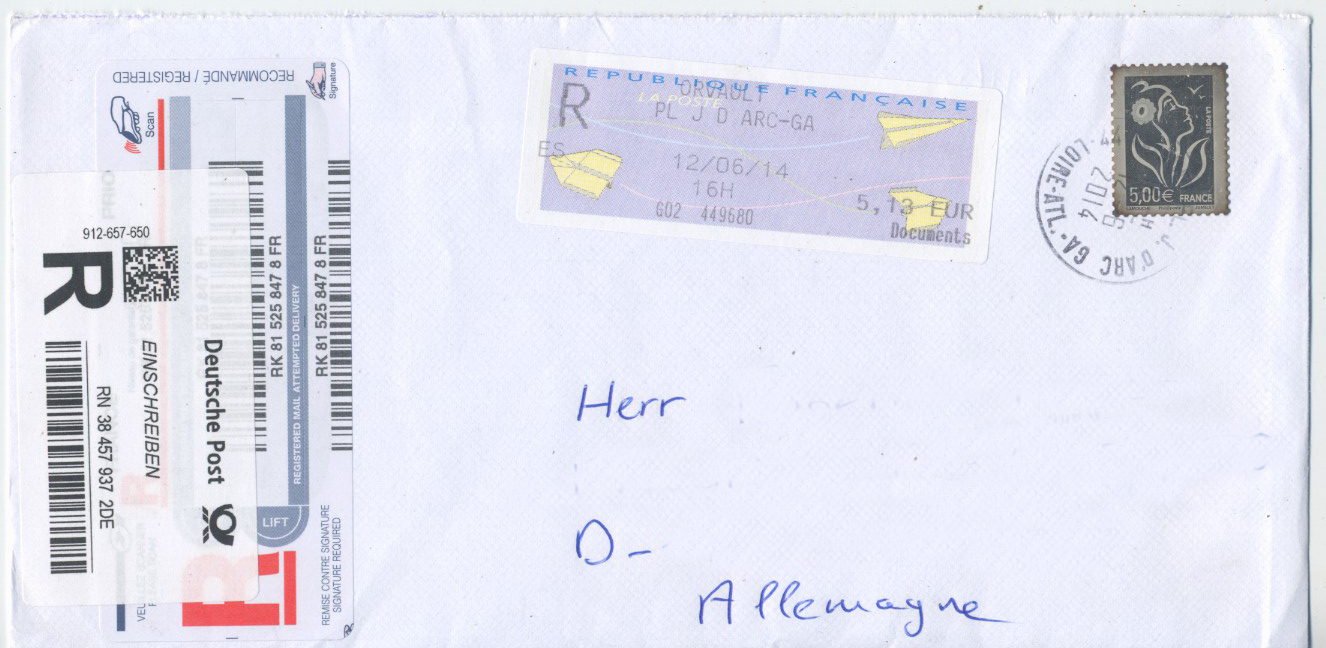 RECOMMANDÉ / REGISTERED
Signature
Scan
912-657-650
R
EINSCHREIBEN
Deutsche Post
RN 38 457 937 2DE
RK 81 525 847 8 FR
RK 81 525 847 8 FR
REGISTERED MAIL ATTEMPTED DELIVERY
LIFT
REMISE CONTRE SIGNATURE
SIGNATURE REQUIRED
REPUBLIQUE FRANÇAISE
LA POSTE
R
ORVAULT
PL J D ARC-GA
ES
12/06/14
16H
G02 449680
5,13 EUR
Documents
LA POSTE
5,00€ FRANCE
J. D'ARC GA
LOIRE-ATL.
2014
Herr
D-
Allemagne